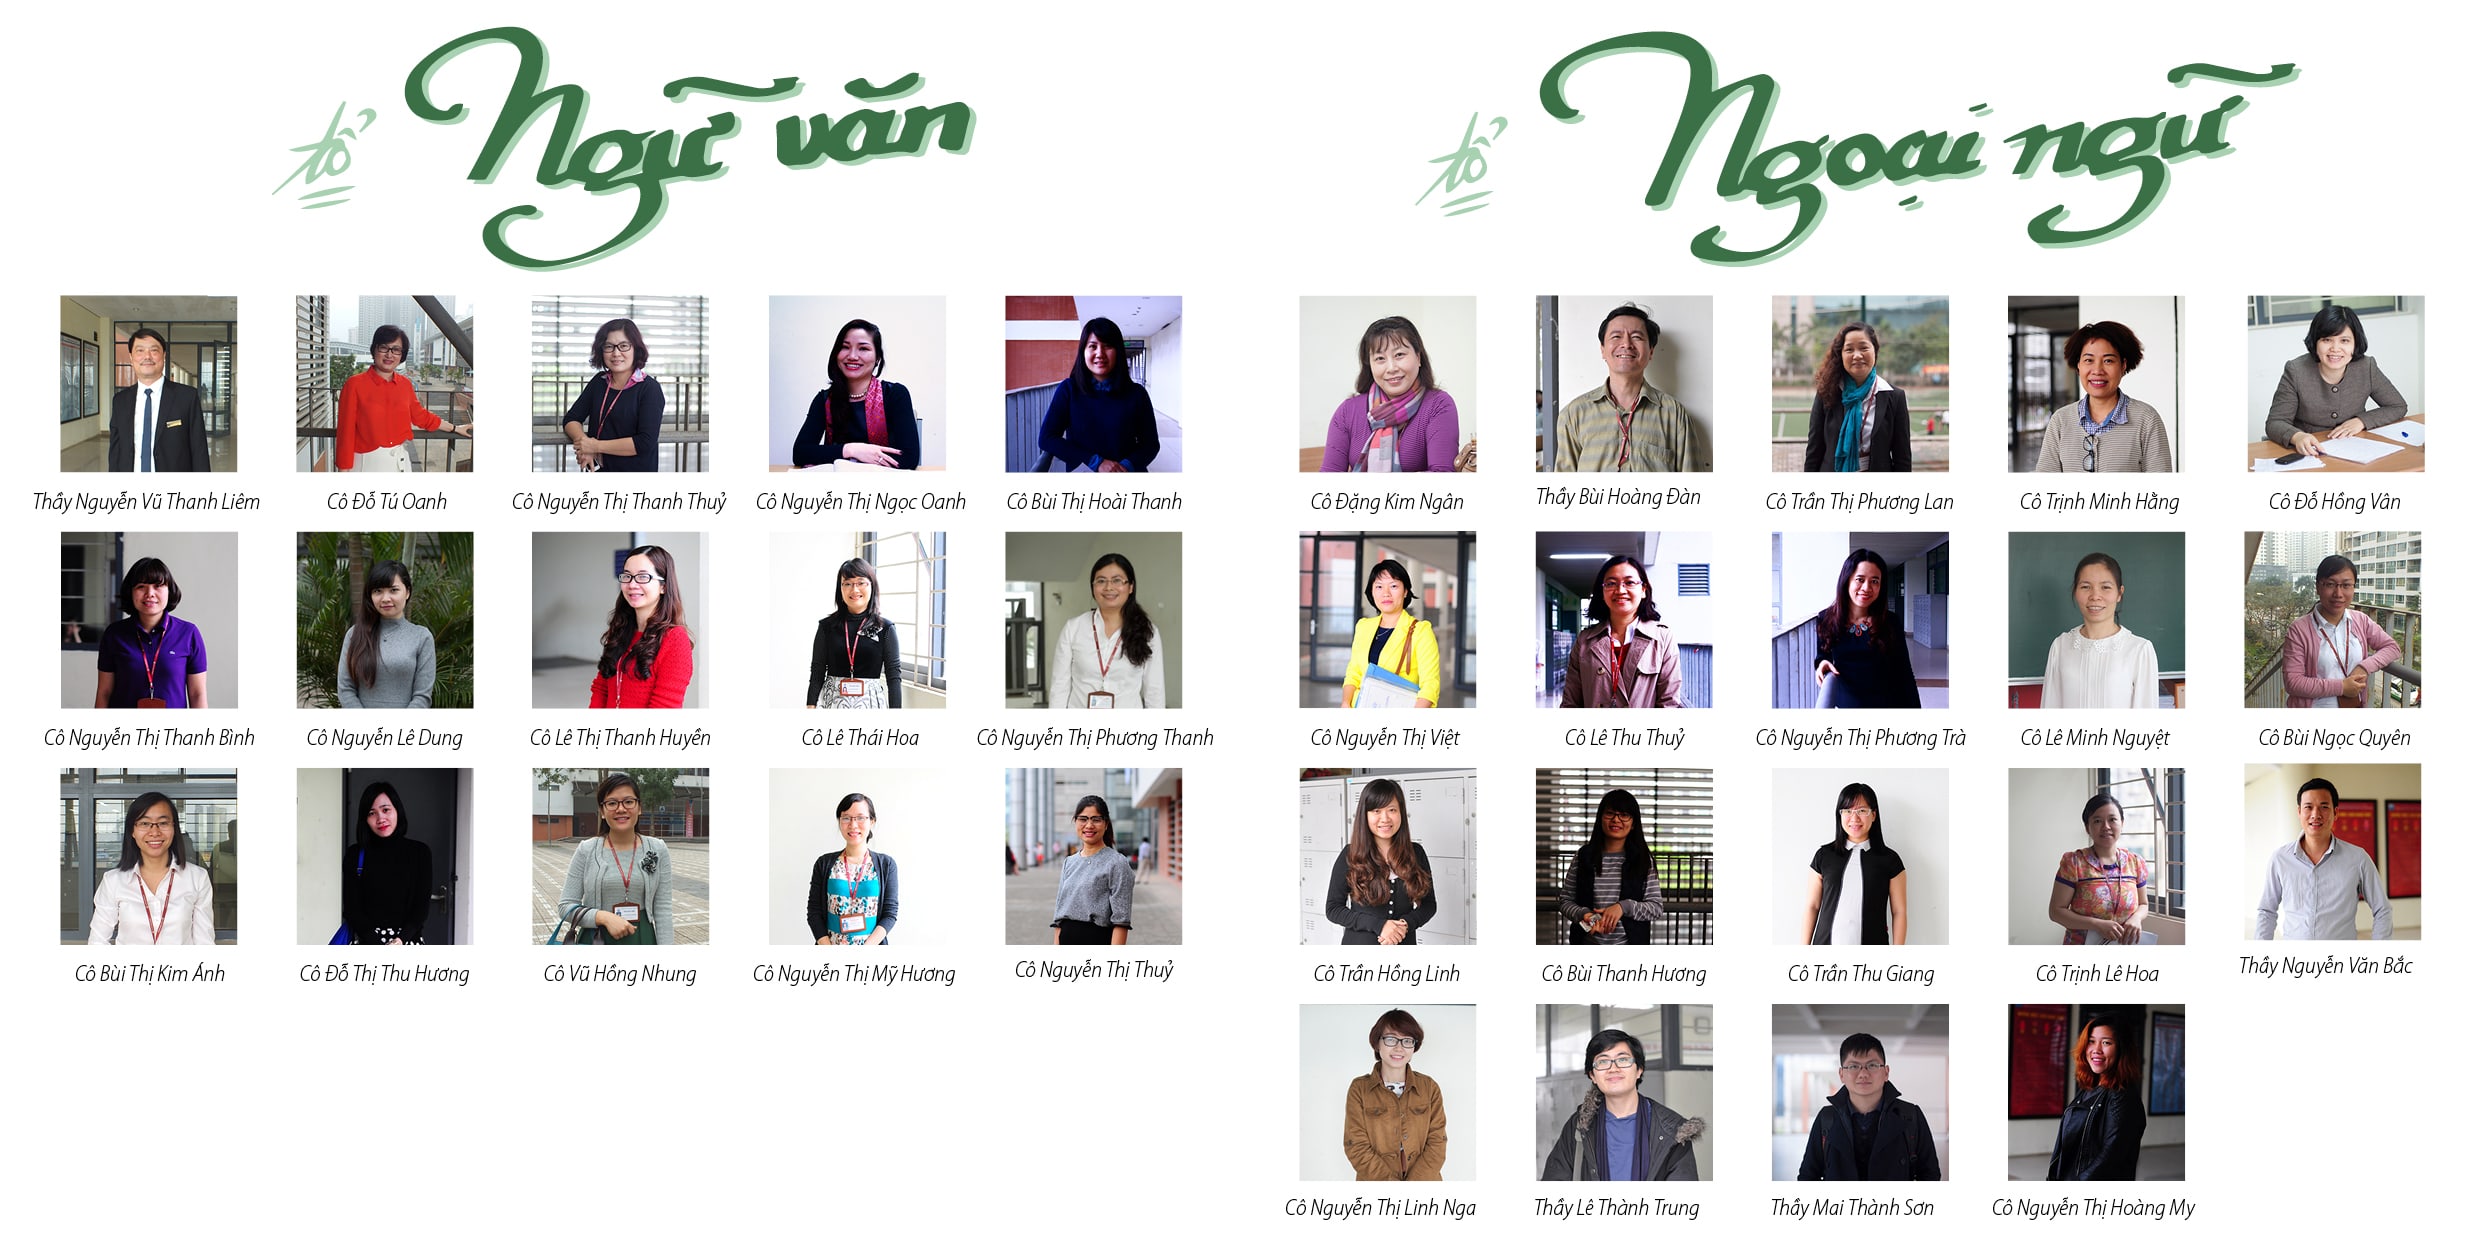 tổ Ngữ văn
Thầy Nguyễn Vũ Thanh Liêm
Cô Đỗ Tú Oanh
Cô Nguyễn Thị Thanh Thuỷ
Cô Nguyễn Thị Ngọc Oanh
Cô Bùi Thị Hoài Thanh
Cô Nguyễn Thị Thanh Bình
Cô Nguyễn Lê Dung
Cô Lê Thị Thanh Huyền
Cô Lê Thái Hoa
Cô Nguyễn Thị Phương Thanh
Cô Bùi Thị Kim Ánh
Cô Đỗ Thị Thu Hương
Cô Vũ Hồng Nhung
Cô Nguyễn Thị Mỹ Hương
Cô Nguyễn Thị Thuỷ
tổ Ngoại ngữ
Cô Đặng Kim Ngân
Thầy Bùi Hoàng Đàn
Cô Trần Thị Phương Lan
Cô Trịnh Minh Hằng
Cô Đỗ Hồng Vân
Cô Nguyễn Thị Việt
Cô Lê Thu Thuỷ
Cô Nguyễn Thị Phương Trà
Cô Lê Minh Nguyệt
Cô Bùi Ngọc Quyên
Cô Trần Hồng Linh
Cô Bùi Thanh Hương
Cô Trần Thu Giang
Cô Trịnh Lê Hoa
Thầy Nguyễn Văn Bắc
Cô Nguyễn Thị Linh Nga
Thầy Lê Thành Trung
Thầy Mai Thành Sơn
Cô Nguyễn Thị Hoàng My